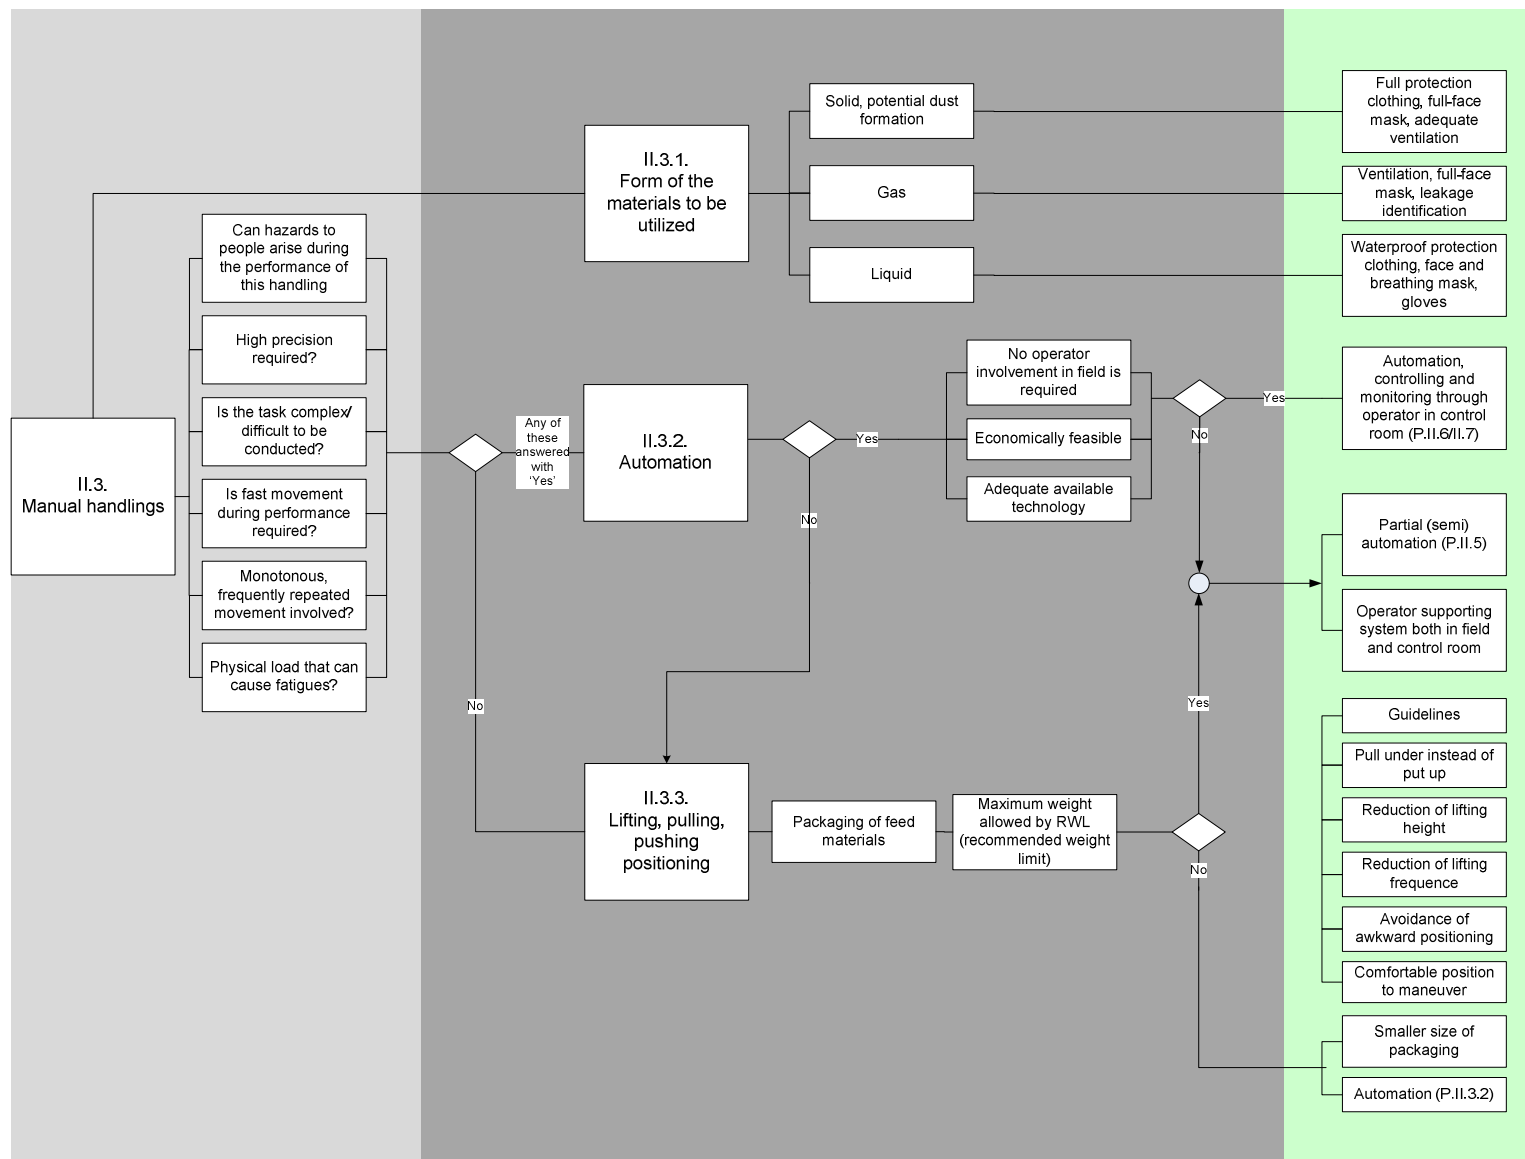 II.3.
Manual handlings
Can hazards to
people arise during
the performance of
this handling
High precision
required?
Is the task complex/
difficult to be
conducted?
Is fast movement
during performance
required?
Monotonous,
frequently repeated
movement involved?
Physical load that can
cause fatigues?
Any of
these
answered
with
‘Yes’
No
II.3.1.
Form of the
materials to be
utilized
Solid, potential dust
formation
Gas
Liquid
Full protection
clothing, full-face
mask, adequate
ventilation
Ventilation, full-face
mask, leakage
identification
Waterproof protection
clothing, face and
breathing mask,
gloves
II.3.2.
Automation
Yes
No
No operator
involvement in field is
required
Economically feasible
Adequate available
technology
Yes
No
Automation,
controlling and
monitoring through
operator in control
room (P.II.6/II.7)
Partial (semi)
automation (P.II.5)
Operator supporting
system both in field
and control room
II.3.3.
Lifting, pulling,
pushing
positioning
Packaging of feed
materials
Maximum weight
allowed by RWL
(recommended weight
limit)
Yes
No
Guidelines
Pull under instead of
put up
Reduction of lifting
height
Reduction of lifting
frequence
Avoidance of
awkward positioning
Comfortable position
to maneuver
Smaller size of
packaging
Automation (P.II.3.2)